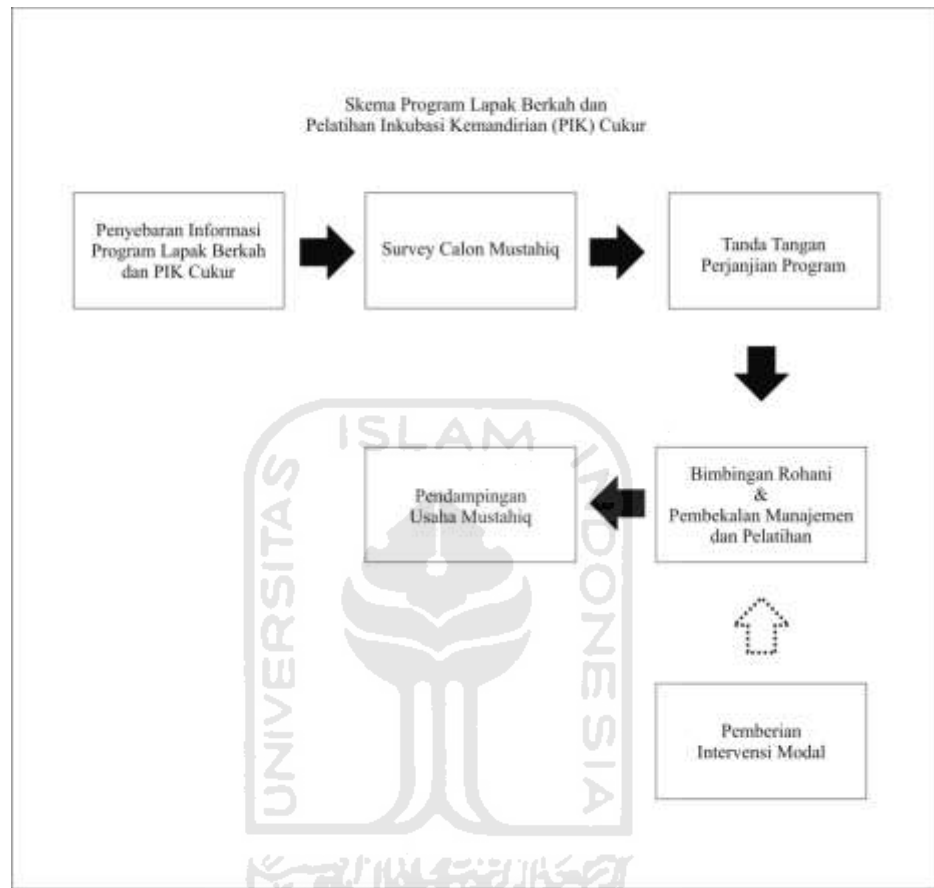 Skema Program Lapak Berkah dan
Pelatihan Inkubasi Kemandirian (PIK) Cukur
Penyebaran Informasi
Program Lapak Berkah
dan PIK Cukur
Survey Calon Mustahiq
Tanda Tangan
Perjanjian Program
Bimbingan Rohani
&
Pembekalan Manajemen
dan Pelatihan
Pendampingan
Usaha Mustahiq
Pemberian
Intervensi Modal
UNIVERSITAS
ISLAM
INDONESIA